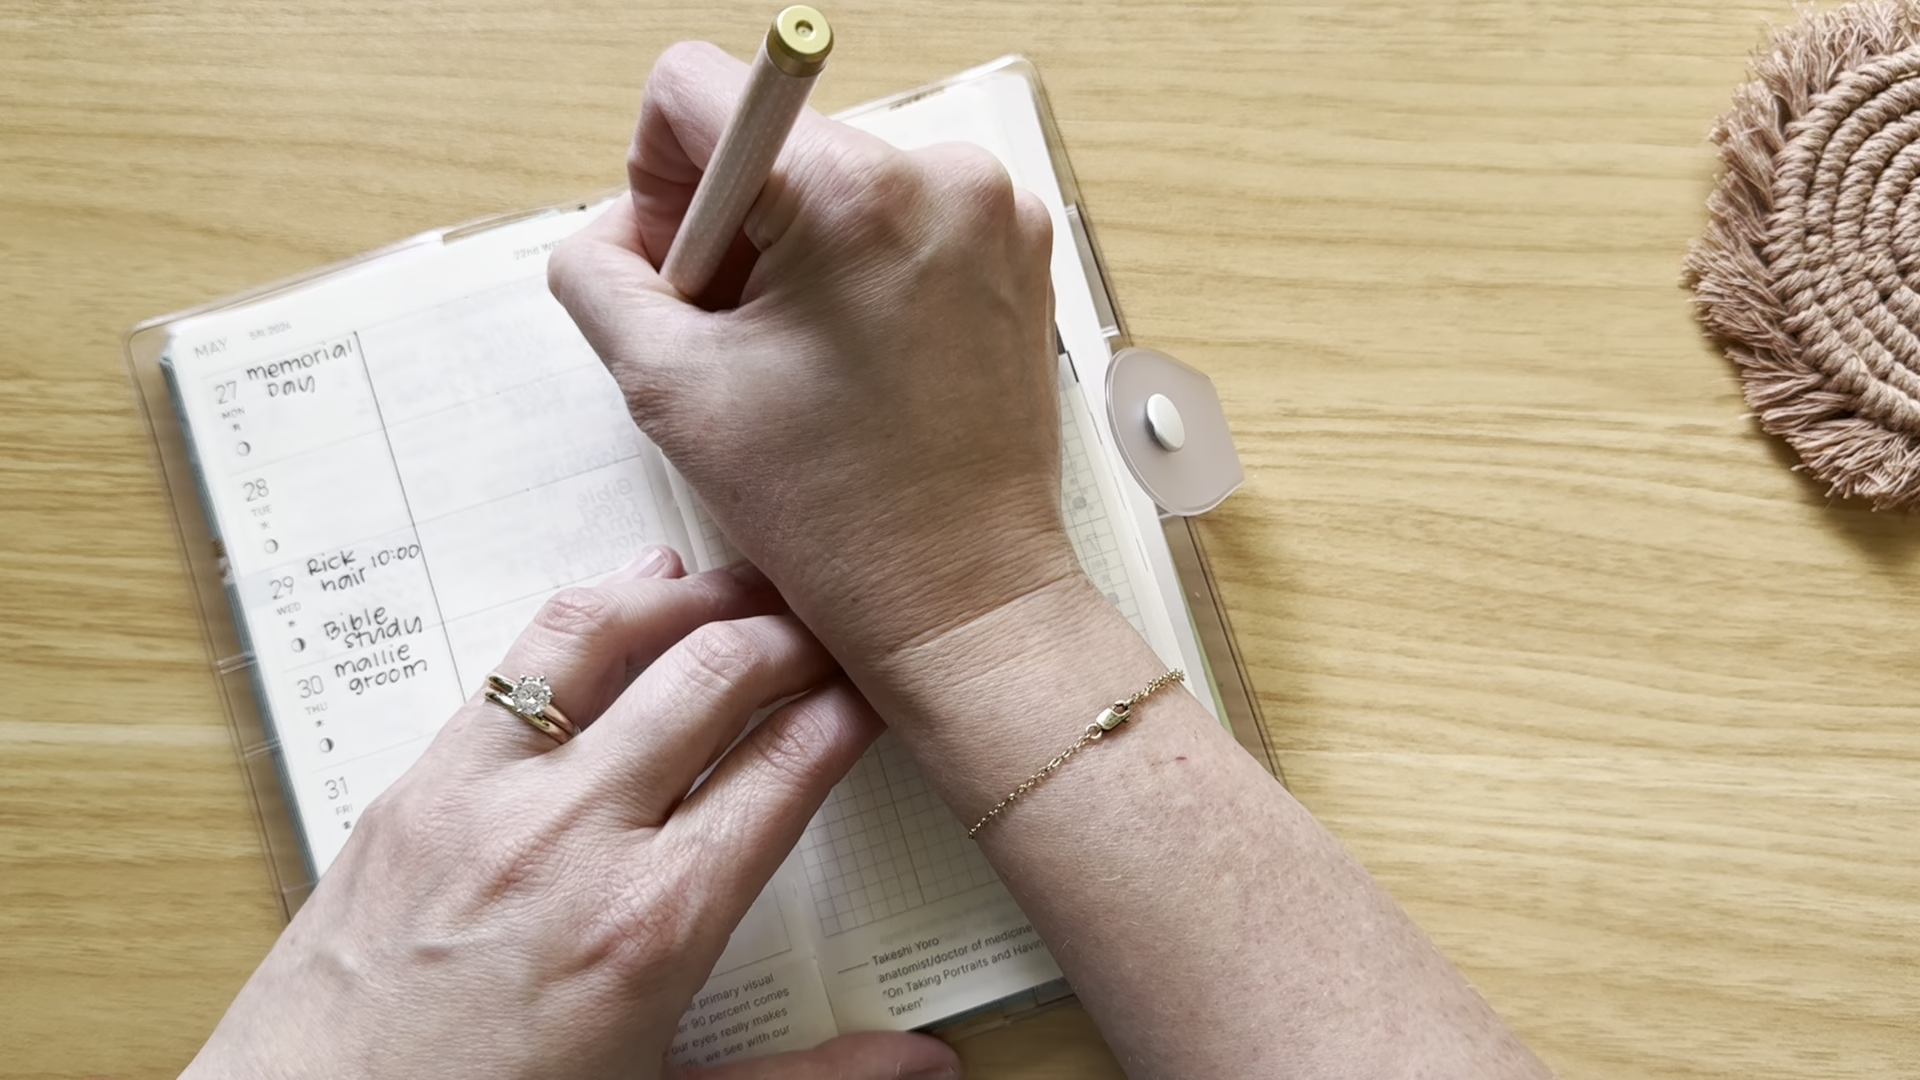 MAY
27
MON
memorial
Day
28
TUE
29
WED
Rick
hair 10:00
Bible
study
30
THU
mallie
groom
31
FRI
primary visual
90 percent comes
our eyes really makes
we see with our
Takeshi Yoro
anatomist/doctor of medicine
"On Taking Portraits and Havin
Taken"